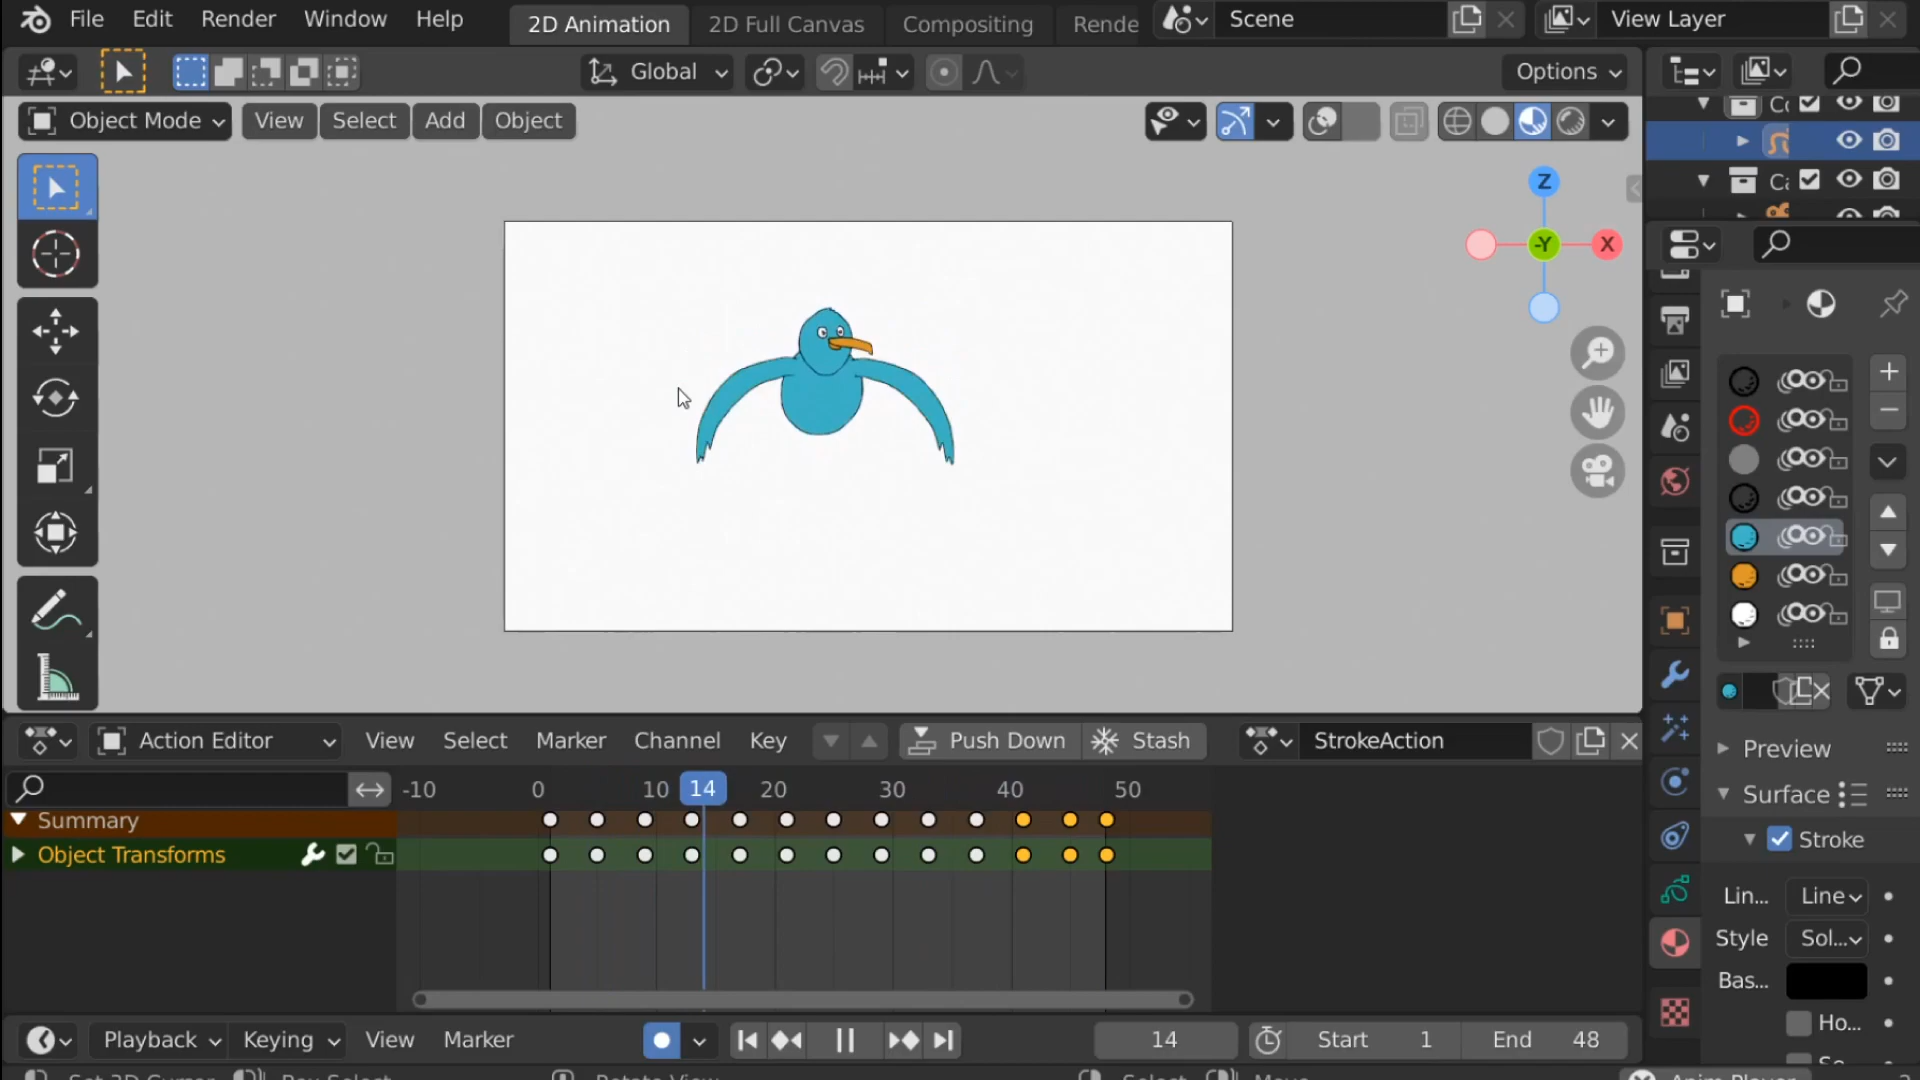 File Edit Render Window Help 2D Animation 2D Full Canvas Compositing Rende Scene View Layer
Global Options
Object Mode View Select Add Object
Z
-Y X
Action Editor View Select Marker Channel Key Push Down Stash StrokeAction
-10 0 10 14 20 30 40 50
Summary
Object Transforms
Playback Keying View Marker 14 Start 1 End 48
Preview
Surface
Stroke
Lin... Line
Style Sol...
Bas...
Ho...